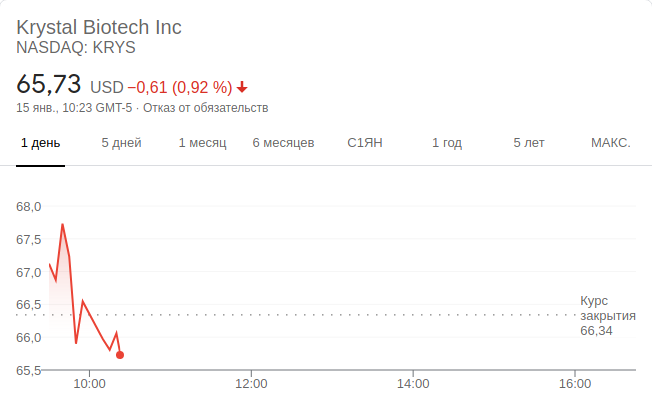 Krystal Biotech Inc
NASDAQ: KRYS
65,73 USD −0,61 (0,92 %)
15 янв., 10:23 GMT-5 · Отказ от обязательств
1 день 5 дней 1 месяц 6 месяцев С1ЯН 1 год 5 лет МАКС.
68,0
67,5
67,0
66,5
66,0
65,5
Курс
закрытия
66,34
10:00 12:00 14:00 16:00